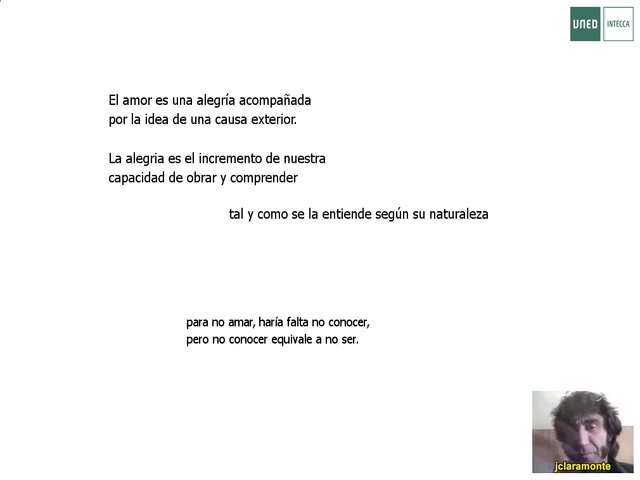 UNED
INTECCA
El amor es una alegría acompañada
por la idea de una causa exterior.
La alegria es el incremento de nuestra
capacidad de obrar y comprender
tal y como se la entiende según su naturaleza
para no amar, haría falta no conocer,
pero no conocer equivale a no ser.
jclaramonte